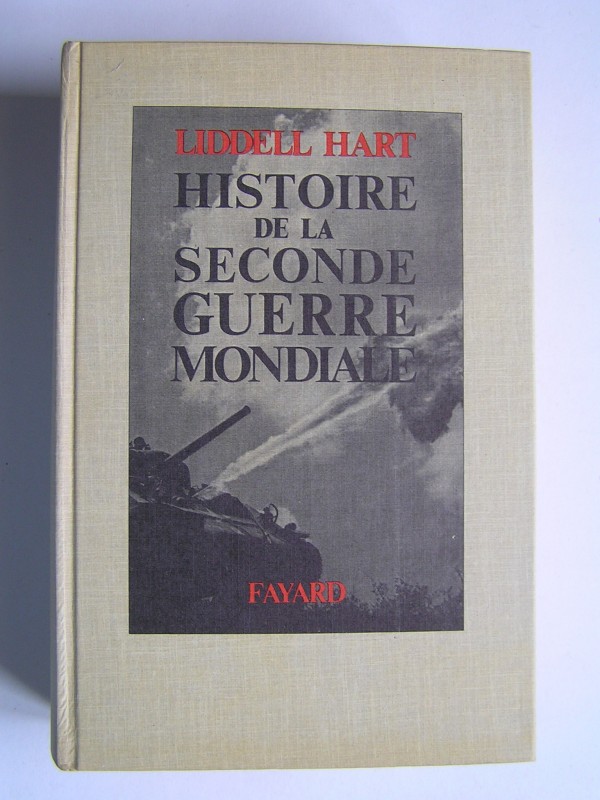 LIDDELL HART
HISTOIRE
DE LA
SECONDE
GUERRE
MONDIALE
FAYARD